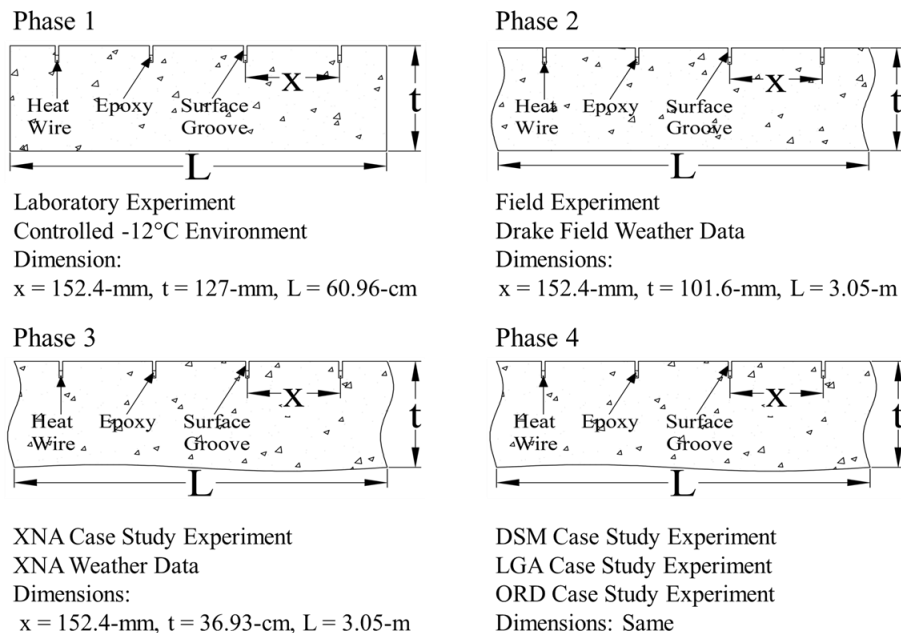 Phase 1
Heat Epoxy Surface
Wire Groove
x
t
L
Laboratory Experiment
Controlled -12°C Environment
Dimension:
x = 152.4-mm, t = 127-mm, L = 60.96-cm
Phase 2
Heat Epoxy Surface
Wire Groove
x
t
L
Field Experiment
Drake Field Weather Data
Dimensions:
x = 152.4-mm, t = 101.6-mm, L = 3.05-m
Phase 3
Heat Epoxy Surface
Wire Groove
x
t
L
XNA Case Study Experiment
XNA Weather Data
Dimensions:
x = 152.4-mm, t = 36.93-cm, L = 3.05-m
Phase 4
Heat Epoxy Surface
Wire Groove
x
t
L
DSM Case Study Experiment
LGA Case Study Experiment
ORD Case Study Experiment
Dimensions: Same